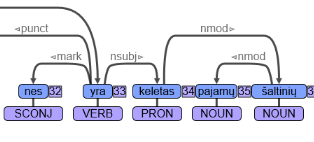 nmod▹
◃punct
◃mark nsubj▹ ◃nmod
nes 32 yra 33 keletas 34 pajamų 35 šaltinių
SCONJ VERB PRON NOUN NOUN